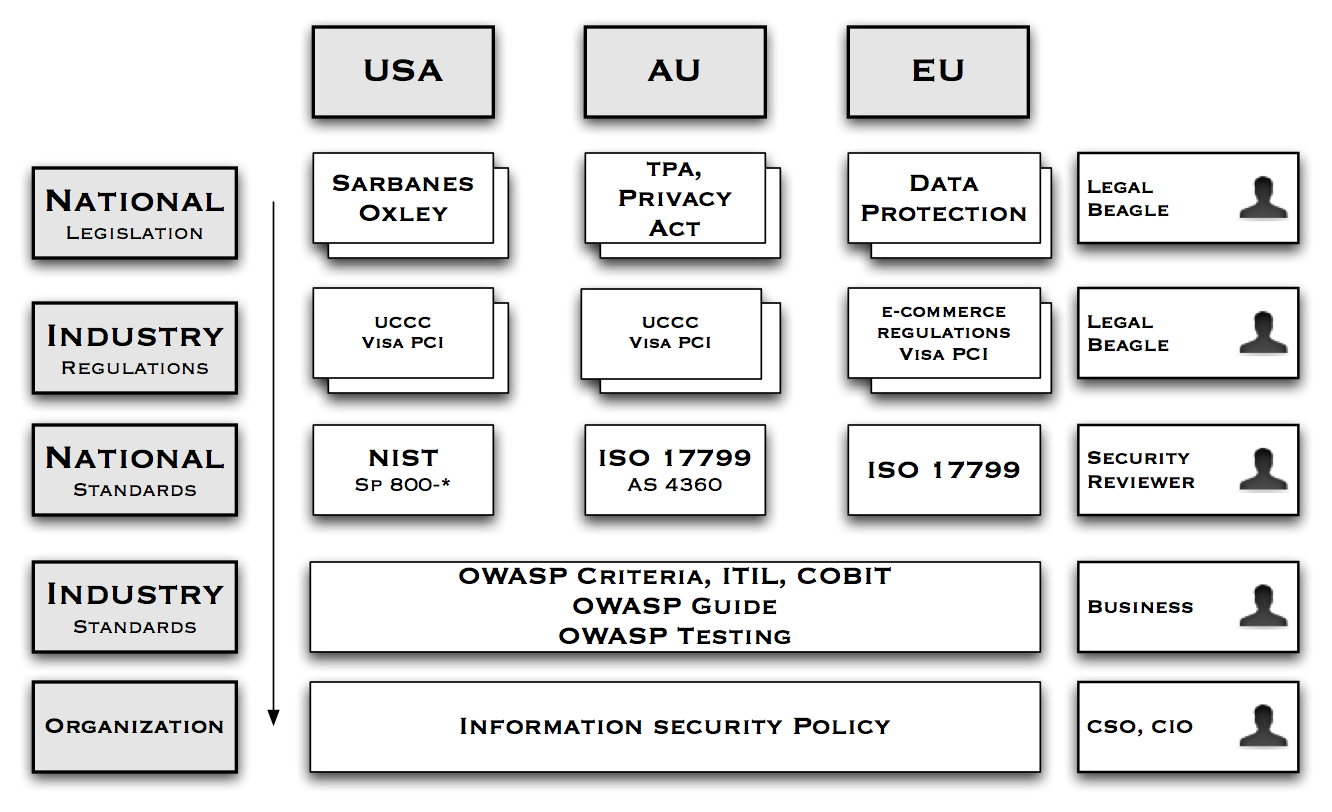 USA
AU
EU
National
Legislation
Sarbanes
Oxley
TPA,
Privacy
Act
Data
Protection
Legal
Beagle
Industry
Regulations
UCCC
Visa PCI
UCCC
Visa PCI
e-commerce
regulations
Visa PCI
Legal
Beagle
National
Standards
NIST
Sp 800-*
ISO 17799
AS 4360
ISO 17799
Security
Reviewer
Industry
Standards
OWASP Criteria, ITIL, COBIT
OWASP Guide
OWASP Testing
Business
Organization
Information security Policy
CSO, CIO